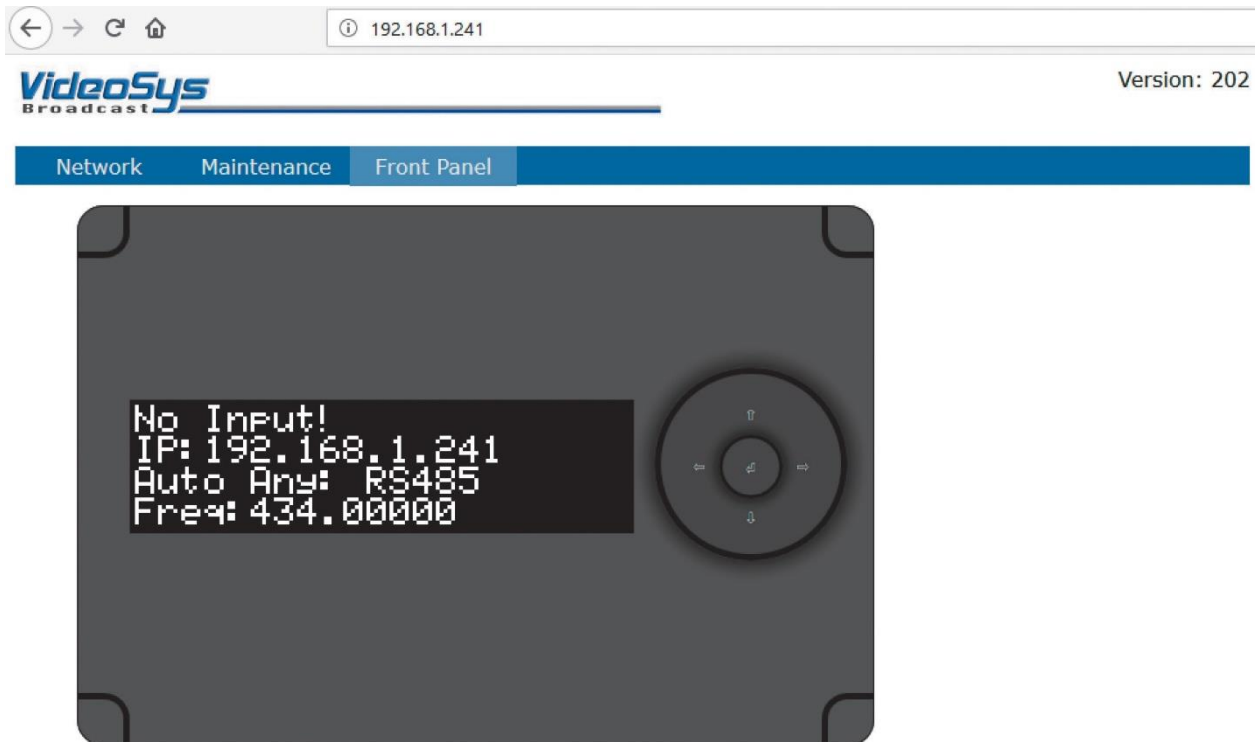 192.168.1.241
VideoSys
Broadcast
Version: 202
Network Maintenance Front Panel
No Input!
IP:192.168.1.241
Auto Any: RS485
Freq:434.00000